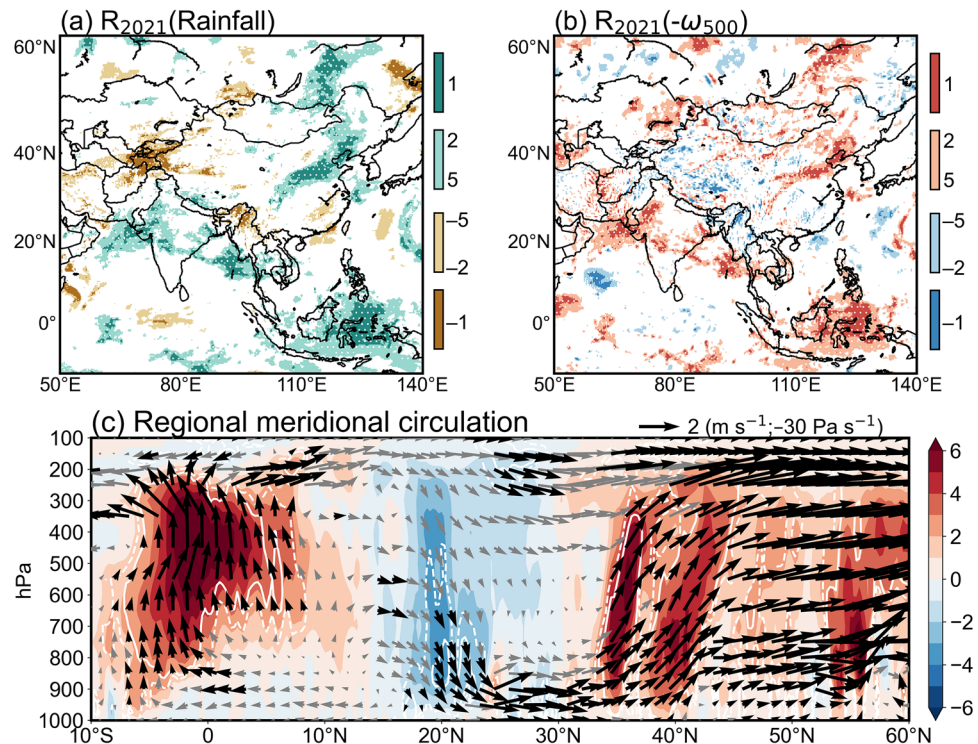 (a) R2021(Rainfall)
60°N
40°N
20°N
0°
50°E
80°E
110°E
140°E
1
2
5
−5
−2
−1
(b) R2021(-ω500)
60°N
40°N
20°N
0°
50°E
80°E
110°E
140°E
1
2
5
−5
−2
−1
(c) Regional meridional circulation
2 (m s−1;−30 Pa s−1)
100
200
300
400
500
600
700
800
900
1000
hPa
10°S
0
10°N
20°N
30°N
40°N
50°N
60°N
6
4
2
0
−2
−4
−6